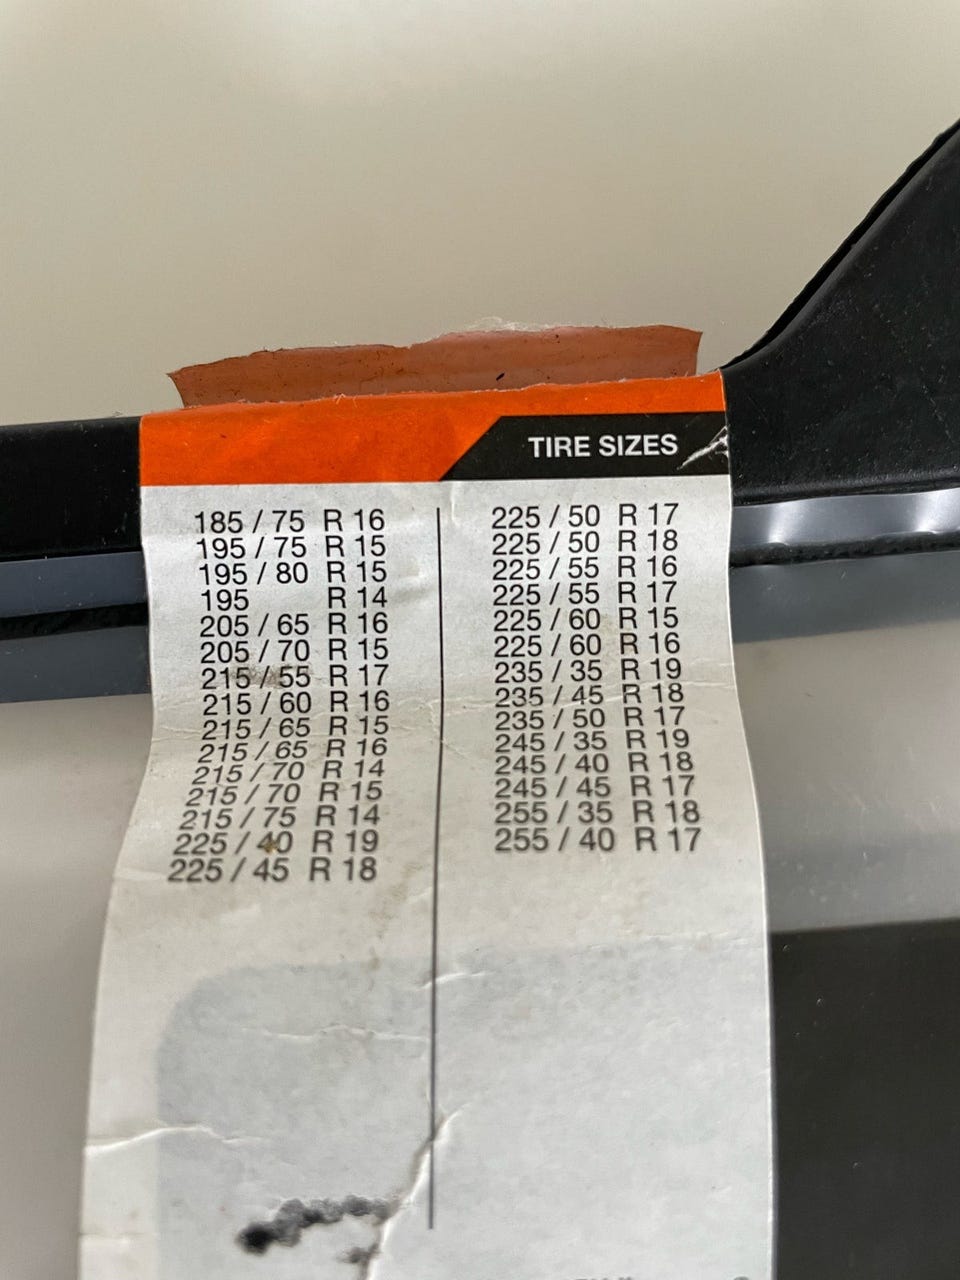 TIRE SIZES
185 / 75 R 16
195 / 75 R 15
195 / 80 R 15
195 R 14
205 / 65 R 16
205 / 70 R 15
215 / 55 R 17
215 / 60 R 16
215 / 65 R 15
215 / 65 R 16
215 / 70 R 14
215 / 70 R 15
215 / 75 R 14
225 / 40 R 19
225 / 45 R 18
225 / 50 R 17
225 / 50 R 18
225 / 55 R 16
225 / 55 R 17
225 / 60 R 15
225 / 60 R 16
235 / 35 R 19
235 / 45 R 18
235 / 50 R 17
245 / 35 R 19
245 / 40 R 18
245 / 45 R 17
255 / 35 R 18
255 / 40 R 17